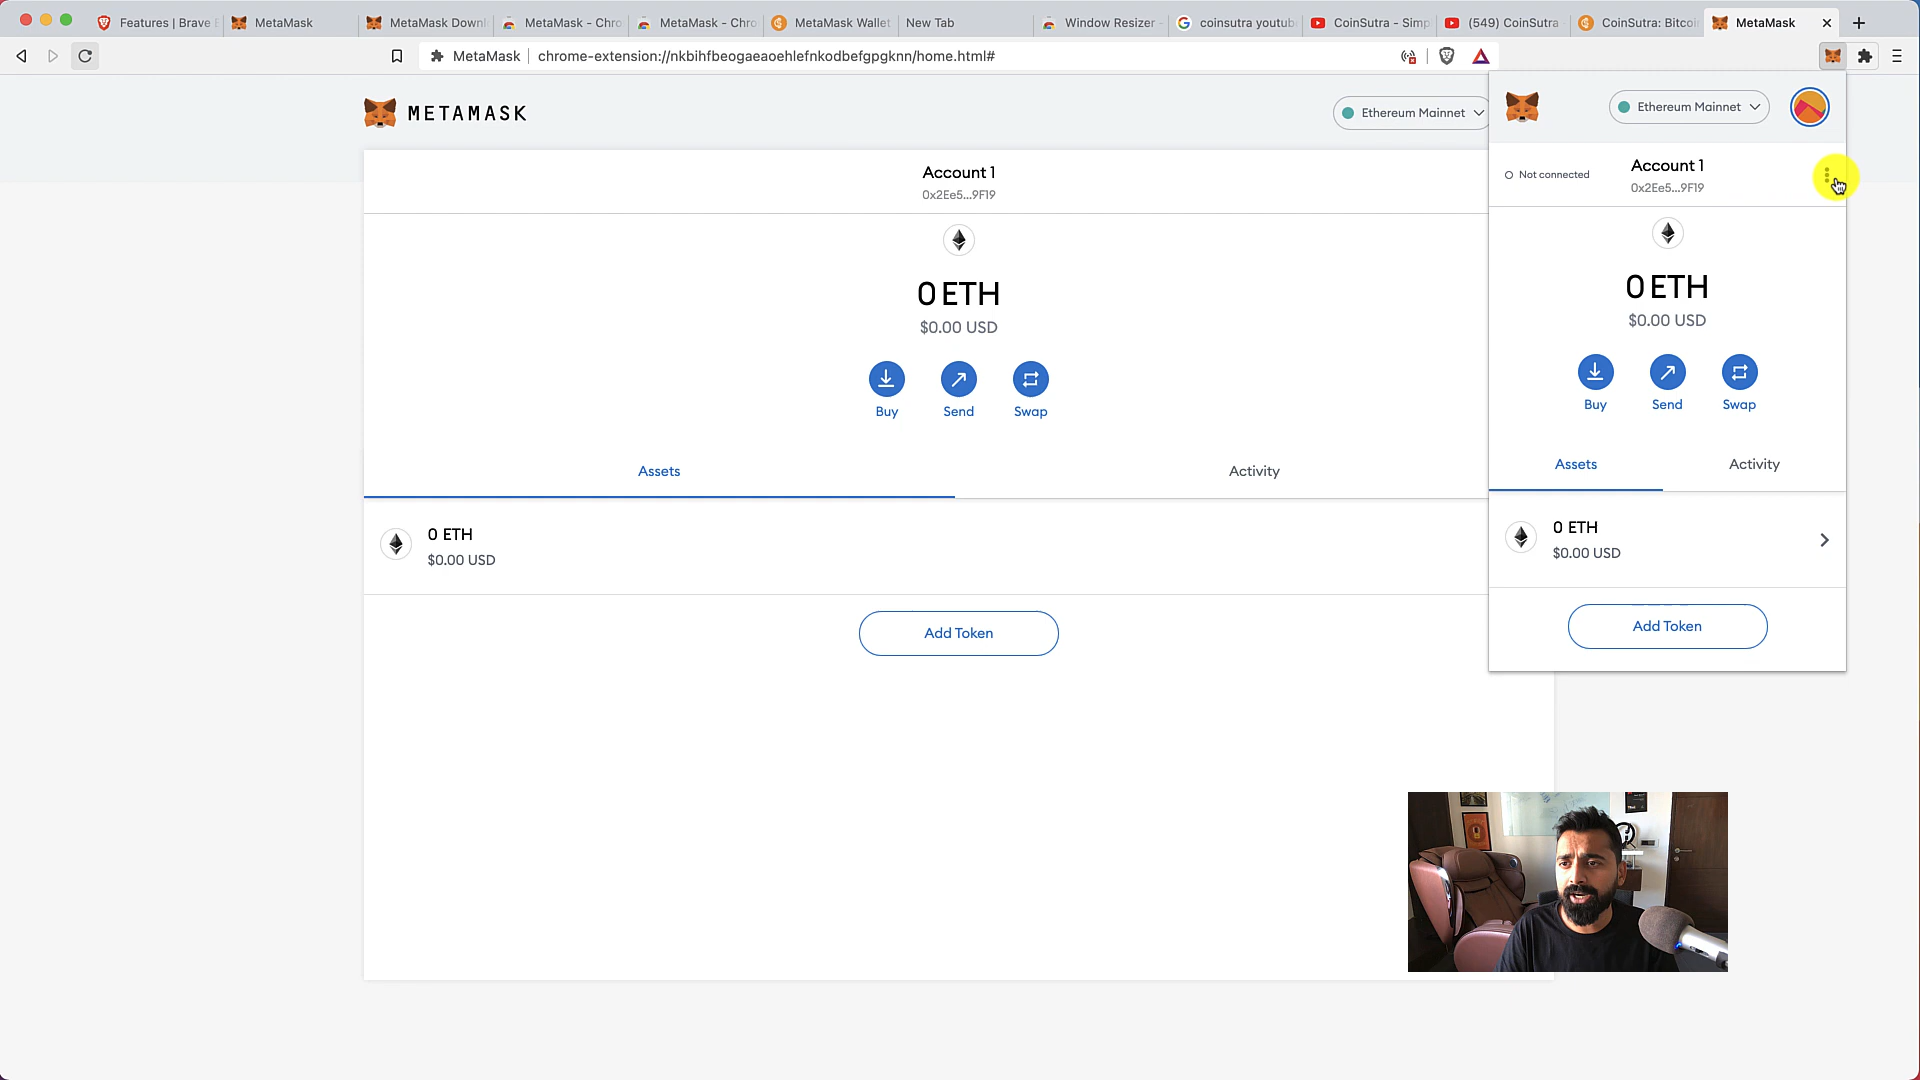 Features | Brave B
MetaMask
MetaMask Downl
MetaMask - Chro
MetaMask - Chro
MetaMask Wallet
New Tab
Window Resizer -
coinsutra youtub
CoinSutra - Simp
(549) CoinSutra
CoinSutra: Bitcoi
MetaMask
MetaMask
chrome-extension://nkbihfbeogaeaoehlefnkodbefgpgknn/home.html#
METAMASK
Ethereum Mainnet
Account 1
0x2Ee5...9F19
0 ETH
$0.00 USD
Buy
Send
Swap
Assets
Activity
0 ETH
$0.00 USD
Add Token
Ethereum Mainnet
Not connected
Account 1
0x2Ee5...9F19
0 ETH
$0.00 USD
Buy
Send
Swap
Assets
Activity
0 ETH
$0.00 USD
Add Token